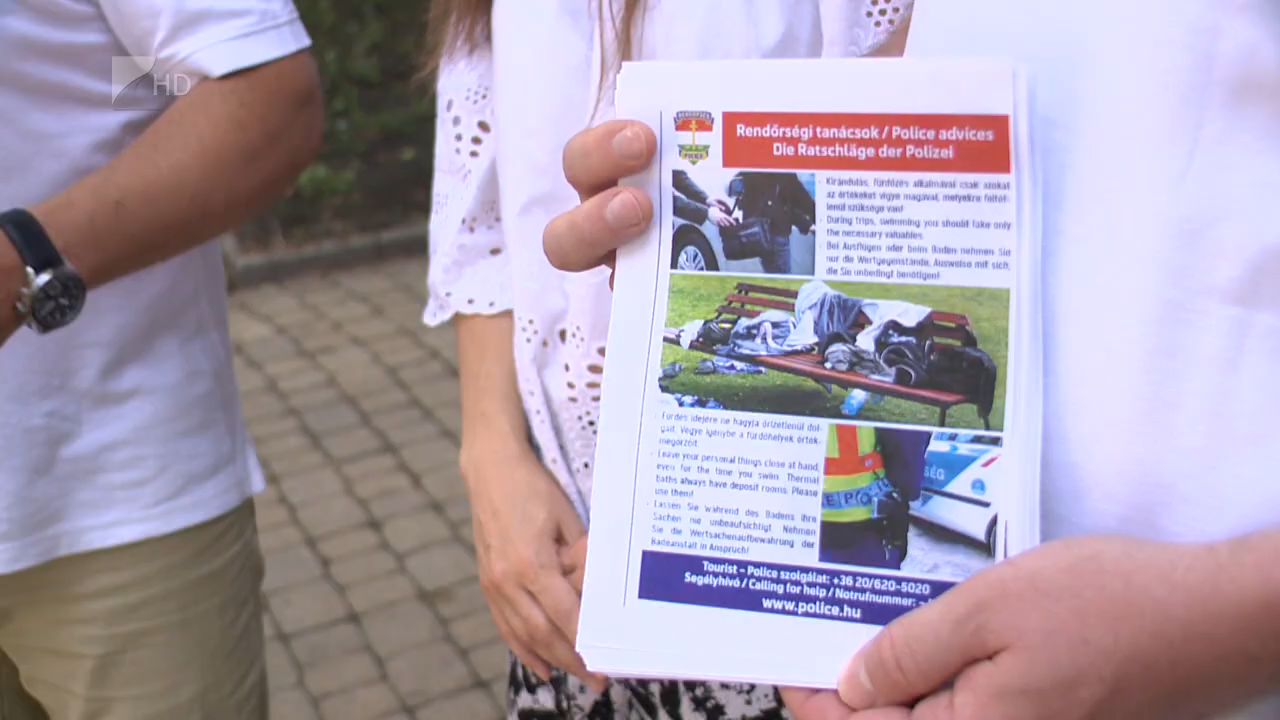 HD
RENDŐRSÉG
Rendőrségi tanácsok / Police advices
Die Ratschläge der Polizei
- Kirándulás, fürdőzés alkalmával csak azokat
az értékeket vigye magával, melyekre feltét-
lenül szüksége van!
- During trips, swimming you should take only
the necessary valuables.
- Bei Ausflügen oder beim Baden nehmen Sie
nur die Wertgegenstände, Ausweise mit sich,
die Sie unbedingt benötigen!
- Fürdés idejére ne hagyja őrizetlenül dol-
gait. Vegye igénybe a fürdőhelyek érték-
megőrzőit.
- Leave your personal things close at hand,
even for the time you swim. Thermal
baths always have deposit rooms. Please
use them!
- Lassen Sie während des Badens Ihre
Sachen nie unbeaufsichtigt. Nehmen
Sie die Wertsachenaufbewahrung der
Badeanstalt in Anspruch!
SÉG
Tourist - Police szolgálat: +36 20/620-5020
Segélyhívó / Calling for help / Notrufnummer:
www.police.hu